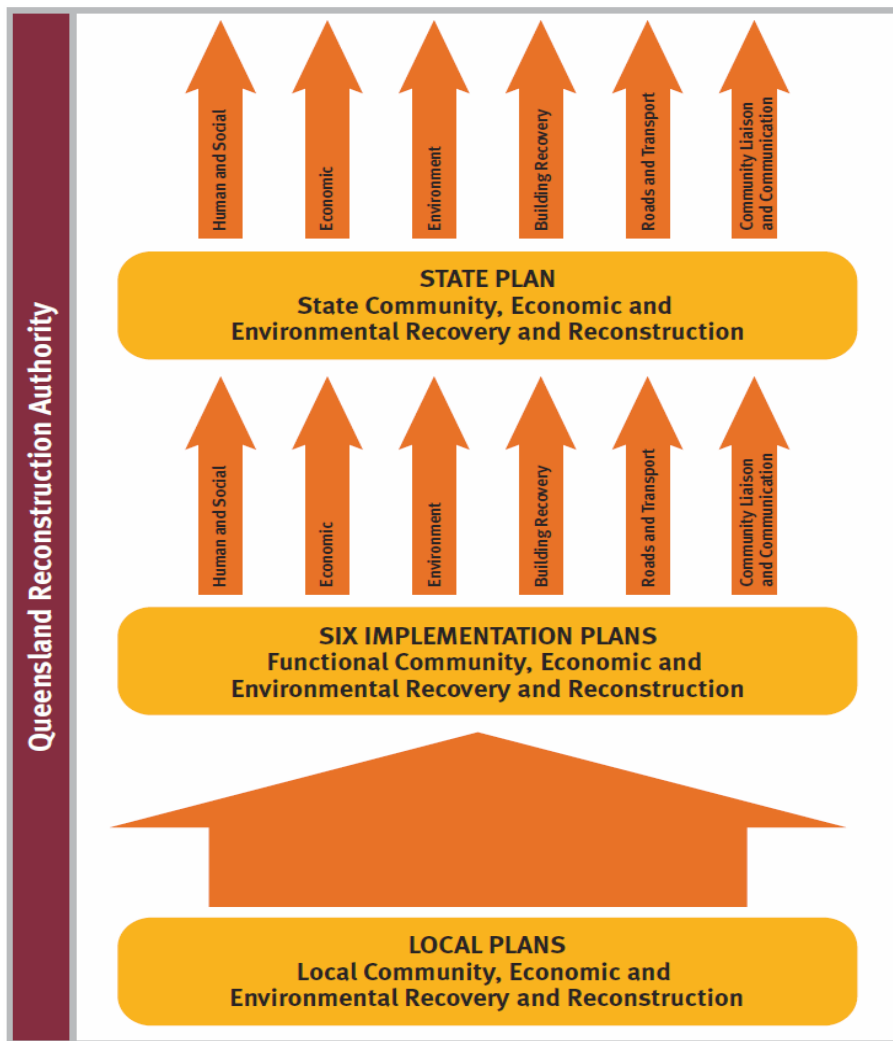 Queensland Reconstruction Authority
Human and Social
Economic
Environment
Building Recovery
Roads and Transport
Community Liaison
and Communication
STATE PLAN
State Community, Economic and
Environmental Recovery and Reconstruction
Human and Social
Economic
Environment
Building Recovery
Roads and Transport
Community Liaison
and Communication
SIX IMPLEMENTATION PLANS
Functional Community, Economic and
Environmental Recovery and Reconstruction
LOCAL PLANS
Local Community, Economic and
Environmental Recovery and Reconstruction